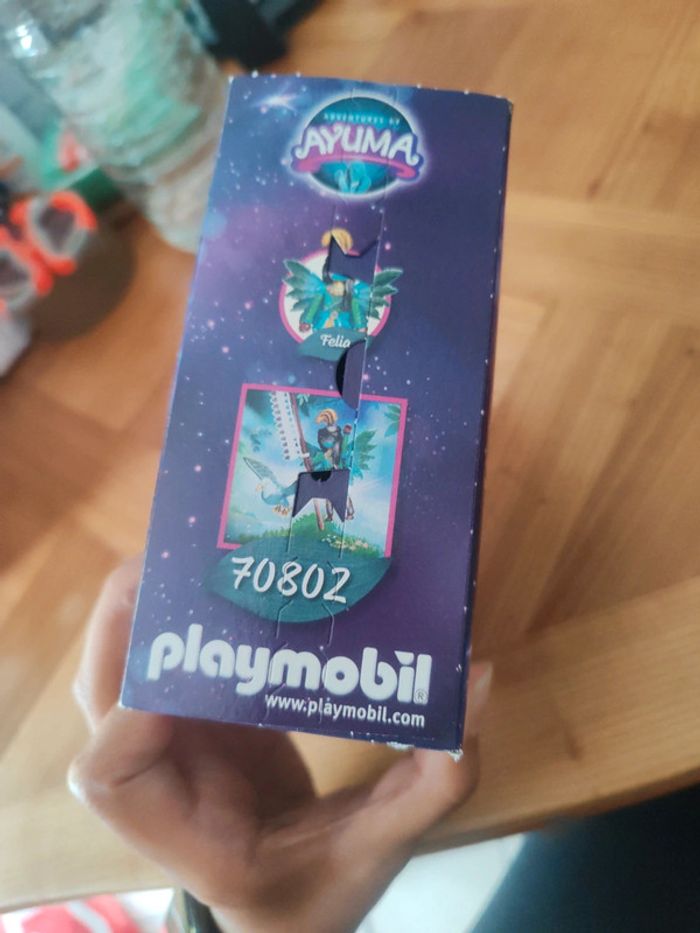 ADVENTURES OF
AYUMA
Felia
70802
playmobil®
www.playmobil.com